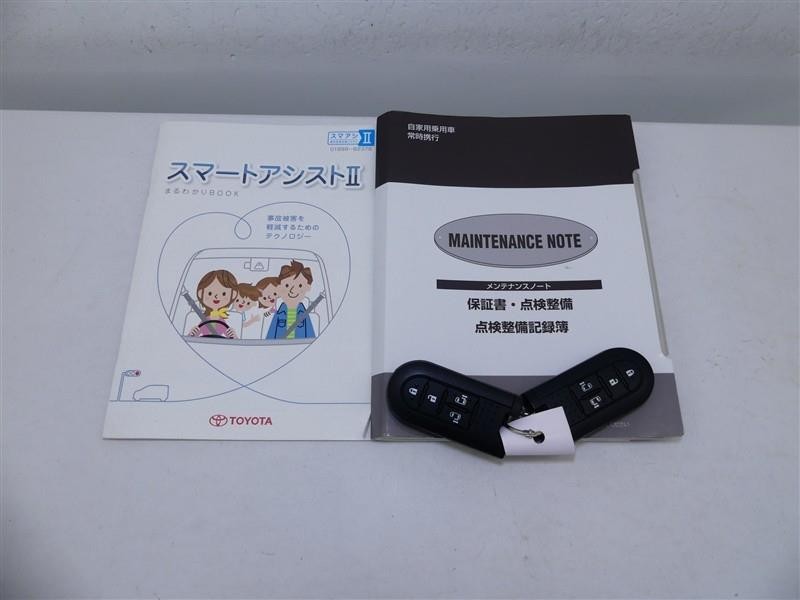 スマアシ II
スマートアシストⅡ
まるわかりBOOK
事故被害を
軽減するための
テクノロジー
TOYOTA
自家用乗用車
常時携行
MAINTENANCE NOTE
メンテナンスノート
保証書・点検整備
点検整備記録簿
ください